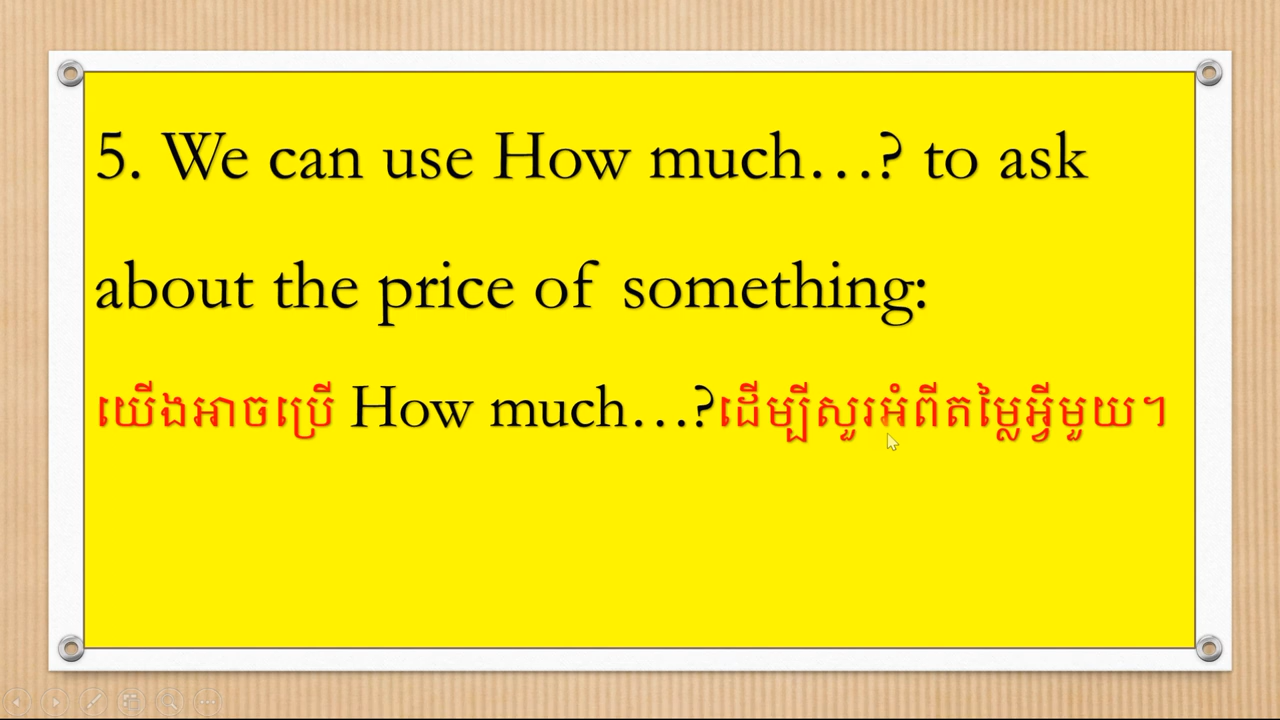 5. We can use How much…? to ask
about the price of something:
យើងអាចប្រើ How much…?ដើម្បីសួរអំពីតម្លៃអ្វីមួយ។